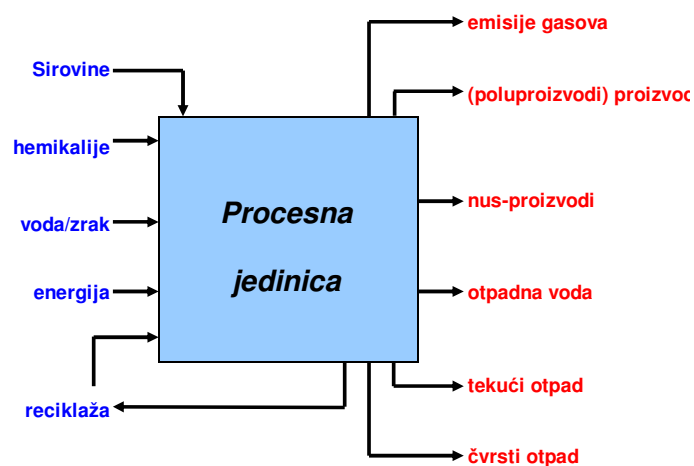 emisije gasova
Sirovine
(poluproizvodi) proizvod
hemikalije
Procesna
jedinica
nus-proizvodi
voda/zrak
energija
otpadna voda
tekući otpad
reciklaža
čvrsti otpad